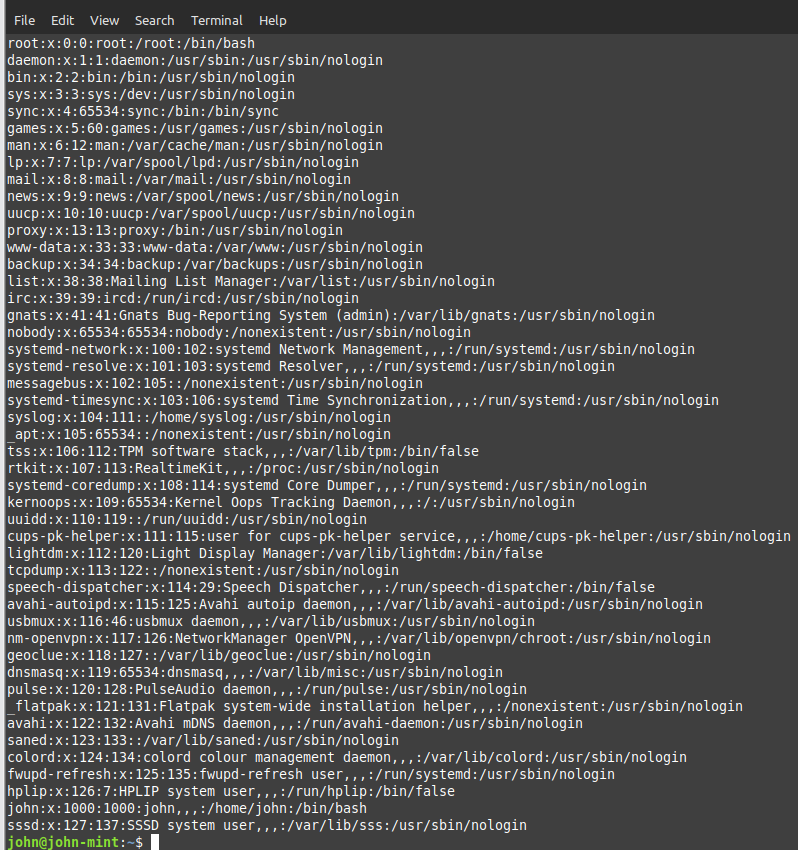 File Edit View Search Terminal Help
root:x:0:0:root:/root:/bin/bash
daemon:x:1:1:daemon:/usr/sbin:/usr/sbin/nologin
bin:x:2:2:bin:/bin:/usr/sbin/nologin
sys:x:3:3:sys:/dev:/usr/sbin/nologin
sync:x:4:65534:sync:/bin:/bin/sync
games:x:5:60:games:/usr/games:/usr/sbin/nologin
man:x:6:12:man:/var/cache/man:/usr/sbin/nologin
lp:x:7:7:lp:/var/spool/lpd:/usr/sbin/nologin
mail:x:8:8:mail:/var/mail:/usr/sbin/nologin
news:x:9:9:news:/var/spool/news:/usr/sbin/nologin
uucp:x:10:10:uucp:/var/spool/uucp:/usr/sbin/nologin
proxy:x:13:13:proxy:/bin:/usr/sbin/nologin
www-data:x:33:33:www-data:/var/www:/usr/sbin/nologin
backup:x:34:34:backup:/var/backups:/usr/sbin/nologin
list:x:38:38:Mailing List Manager:/var/list:/usr/sbin/nologin
irc:x:39:39:ircd:/run/ircd:/usr/sbin/nologin
gnats:x:41:41:Gnats Bug-Reporting System (admin):/var/lib/gnats:/usr/sbin/nologin
nobody:x:65534:65534:nobody:/nonexistent:/usr/sbin/nologin
systemd-network:x:100:102:systemd Network Management,,,:/run/systemd:/usr/sbin/nologin
systemd-resolve:x:101:103:systemd Resolver,,,:/run/systemd:/usr/sbin/nologin
messagebus:x:102:105::/nonexistent:/usr/sbin/nologin
systemd-timesync:x:103:106:systemd Time Synchronization,,,:/run/systemd:/usr/sbin/nologin
syslog:x:104:111::/home/syslog:/usr/sbin/nologin
_apt:x:105:65534::/nonexistent:/usr/sbin/nologin
tss:x:106:112:TPM software stack,,,:/var/lib/tpm:/bin/false
rtkit:x:107:113:RealtimeKit,,,:/proc:/usr/sbin/nologin
systemd-coredump:x:108:114:systemd Core Dumper,,,:/run/systemd:/usr/sbin/nologin
kernoops:x:109:65534:Kernel Oops Tracking Daemon,,,:/:/usr/sbin/nologin
uuidd:x:110:119::/run/uuidd:/usr/sbin/nologin
cups-pk-helper:x:111:115:user for cups-pk-helper service,,,:/home/cups-pk-helper:/usr/sbin/nologin
lightdm:x:112:120:Light Display Manager:/var/lib/lightdm:/bin/false
tcpdump:x:113:122::/nonexistent:/usr/sbin/nologin
speech-dispatcher:x:114:29:Speech Dispatcher,,,:/run/speech-dispatcher:/bin/false
avahi-autoipd:x:115:125:Avahi autoip daemon,,,:/var/lib/avahi-autoipd:/usr/sbin/nologin
usbmux:x:116:46:usbmux daemon,,,:/var/lib/usbmux:/usr/sbin/nologin
nm-openvpn:x:117:126:NetworkManager OpenVPN,,,:/var/lib/openvpn/chroot:/usr/sbin/nologin
geoclue:x:118:127::/var/lib/geoclue:/usr/sbin/nologin
dnsmasq:x:119:65534:dnsmasq,,,:/var/lib/misc:/usr/sbin/nologin
pulse:x:120:128:PulseAudio daemon,,,:/run/pulse:/usr/sbin/nologin
_flatpak:x:121:131:Flatpak system-wide installation helper,,,:/nonexistent:/usr/sbin/nologin
avahi:x:122:132:Avahi mDNS daemon,,,:/run/avahi-daemon:/usr/sbin/nologin
saned:x:123:133::/var/lib/saned:/usr/sbin/nologin
colord:x:124:134:colord colour management daemon,,,:/var/lib/colord:/usr/sbin/nologin
fwupd-refresh:x:125:135:fwupd-refresh user,,,:/run/systemd:/usr/sbin/nologin
hplip:x:126:7:HPLIP system user,,,:/run/hplip:/bin/false
john:x:1000:1000:john,,,:/home/john:/bin/bash
sssd:x:127:137:SSSD system user,,,:/var/lib/sss:/usr/sbin/nologin
john@john-mint:~$